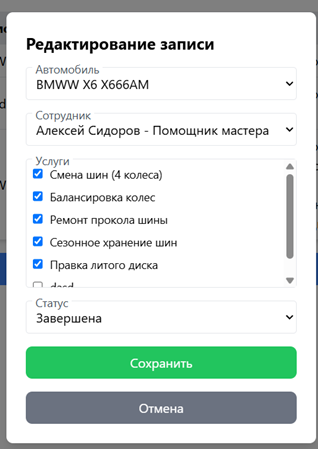 Редактирование записи
Автомобиль
BMWW X6 X666AM
Сотрудник
Алексей Сидоров - Помощник мастера
Услуги
Смена шин (4 колеса)
Балансировка колес
Ремонт прокола шины
Сезонное хранение шин
Правка литого диска
Статус
Завершена
Сохранить
Отмена